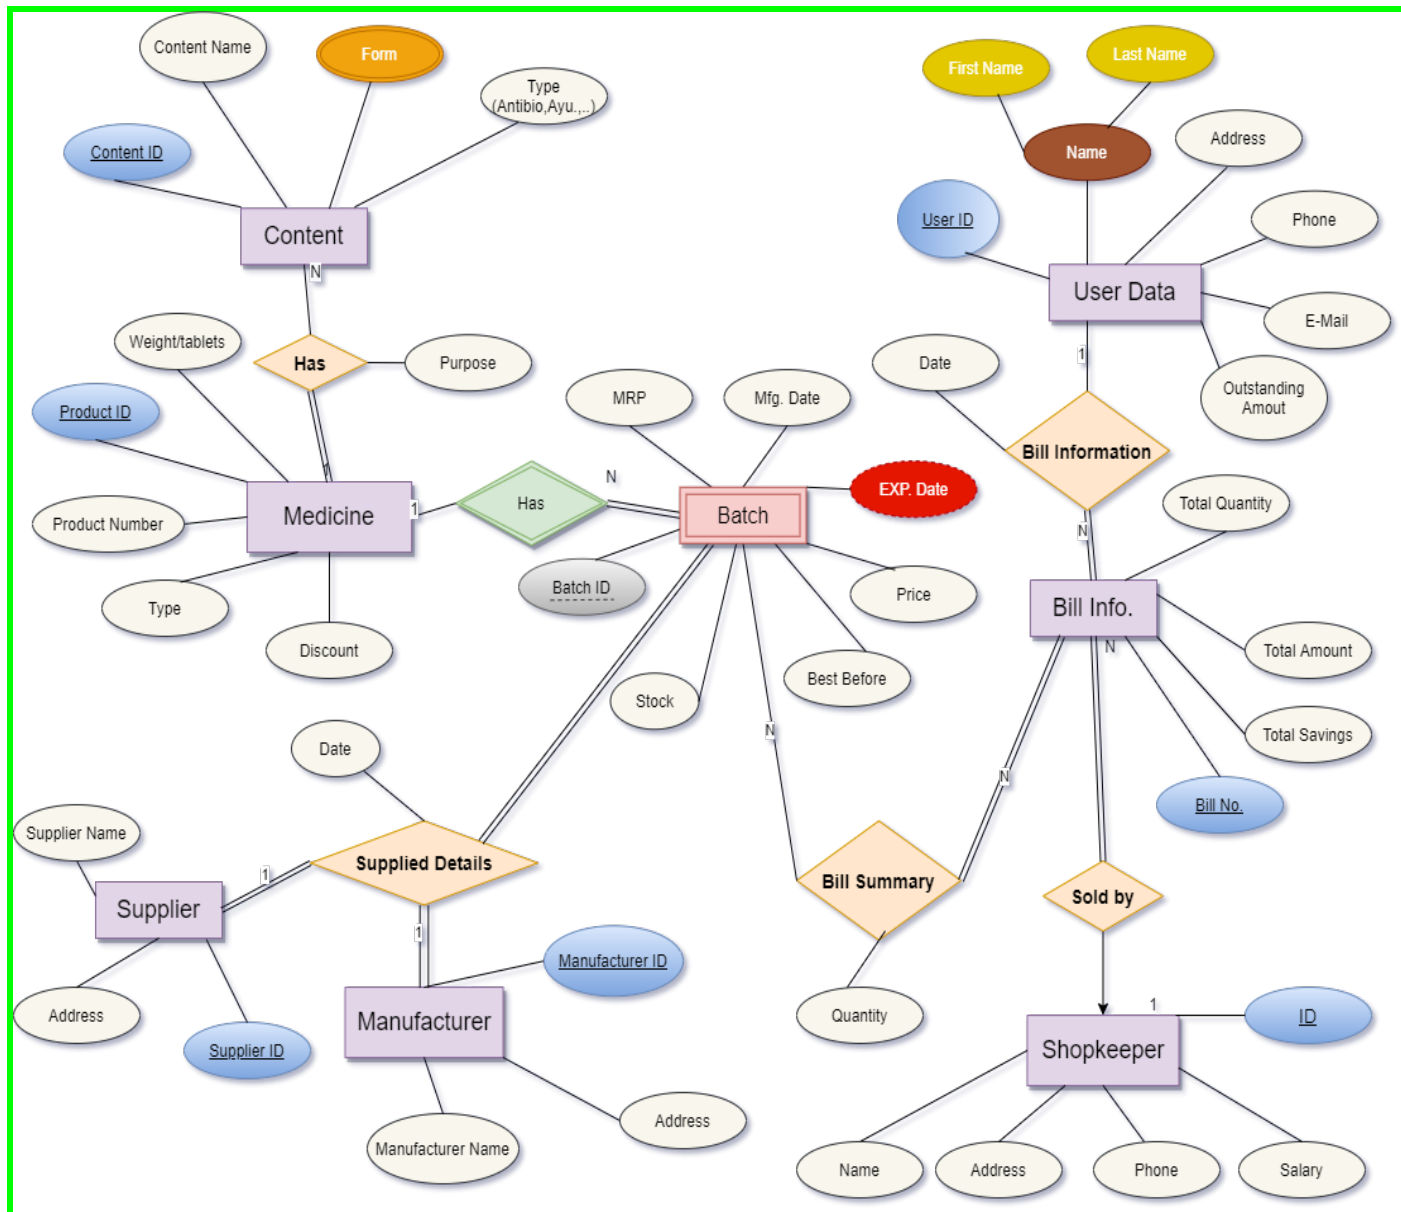 Content Name
Form
Type
(Antibio,Ayu.,..)
Content ID
Content
N
Has
Purpose
Weight/tablets
Product ID
Product Number
Type
Discount
1
Medicine
1
Has
N
MRP
Mfg. Date
EXP. Date
Batch
Batch ID
Price
Best Before
Stock
N
First Name
Last Name
Name
Address
User ID
Phone
User Data
E-Mail
Outstanding
Amout
1
Date
Bill Information
N
Total Quantity
Bill Info.
N
Total Amount
Total Savings
Bill No.
N
Bill Summary
Quantity
Sold by
1
ID
Shopkeeper
Name
Address
Phone
Salary
Date
Supplied Details
Supplier Name
1
Supplier
Address
Supplier ID
1
Manufacturer ID
Manufacturer
Manufacturer Name
Address